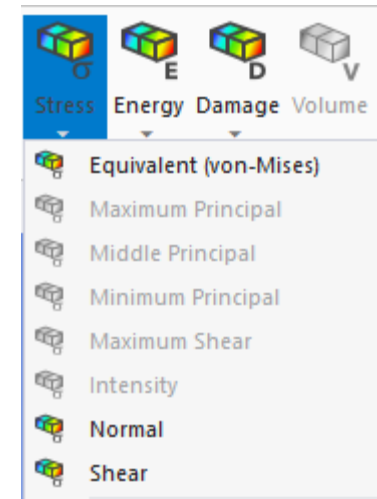 σ E D V
Stress Energy Damage Volume
Equivalent (von-Mises)
Maximum Principal
Middle Principal
Minimum Principal
Maximum Shear
Intensity
Normal
Shear